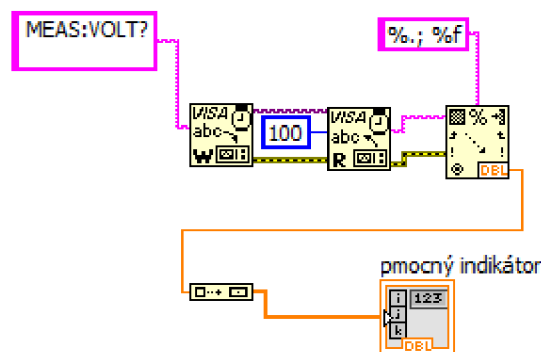 MEAS:VOLT?
%.; %f
VISA
abc
W
100
VISA
abc
R
%
DBL
pmocný indikátor
i
j
k
123
DBL